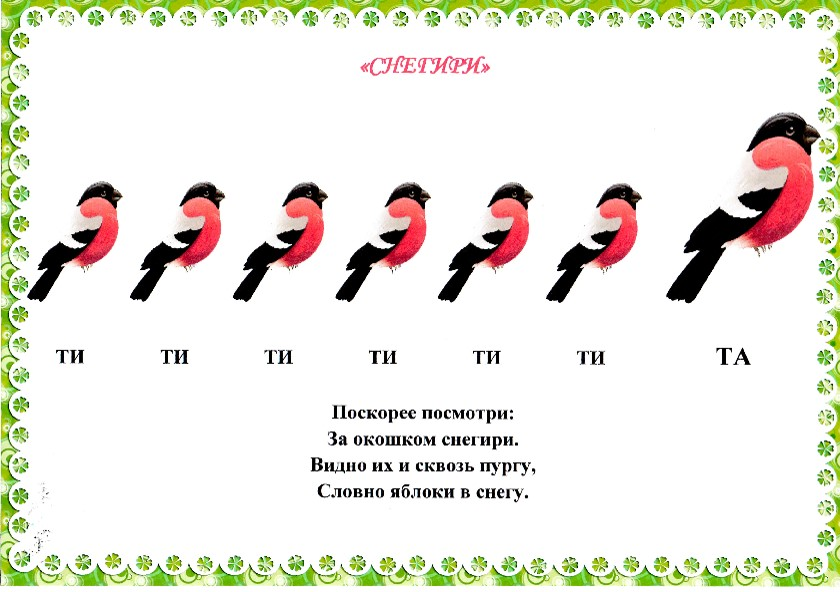 «СНЕГИРИ»
ти ти ти ти ти ти ТА
Поскорее посмотри:
За окошком снегири.
Видно их и сквозь пургу,
Словно яблоки в снегу.